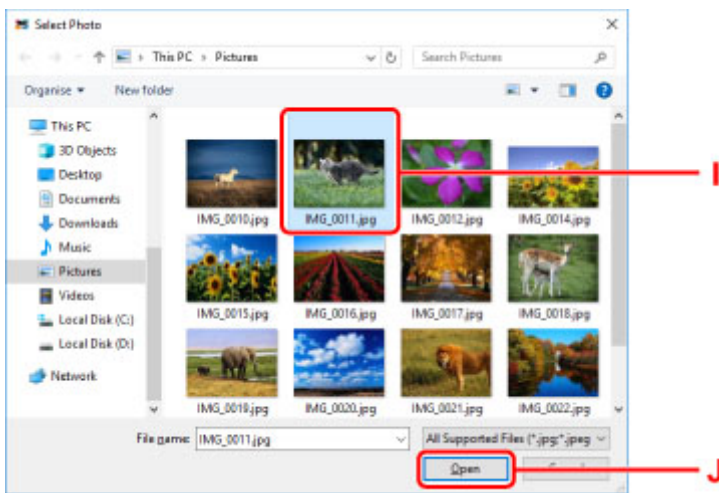 Select Photo
This PC > Pictures
Search Pictures
Organise
New folder
This PC
3D Objects
Desktop
Documents
Downloads
Music
Pictures
Videos
Local Disk (C:)
Local Disk (D:)
Network
IMG_0010.jpg IMG_0011.jpg IMG_0012.jpg IMG_0014.jpg
I
IMG_0015.jpg IMG_0016.jpg IMG_0017.jpg IMG_0018.jpg
IMG_0019.jpg IMG_0020.jpg IMG_0021.jpg IMG_0022.jpg
File name: IMG_0011.jpg All Supported Files (*.jpg;*.jpeg
Open
J